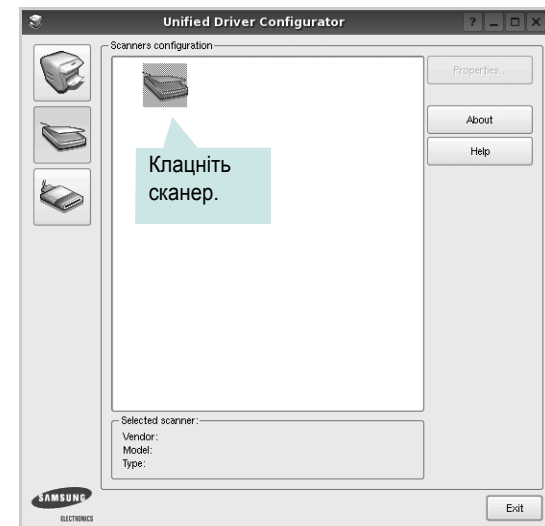 Unified Driver Configurator
Scanners configuration
Properties...
About
Help
Клацніть
сканер.
Selected scanner:
Vendor:
Model:
Type:
SAMSUNG
ELECTRONICS
Exit